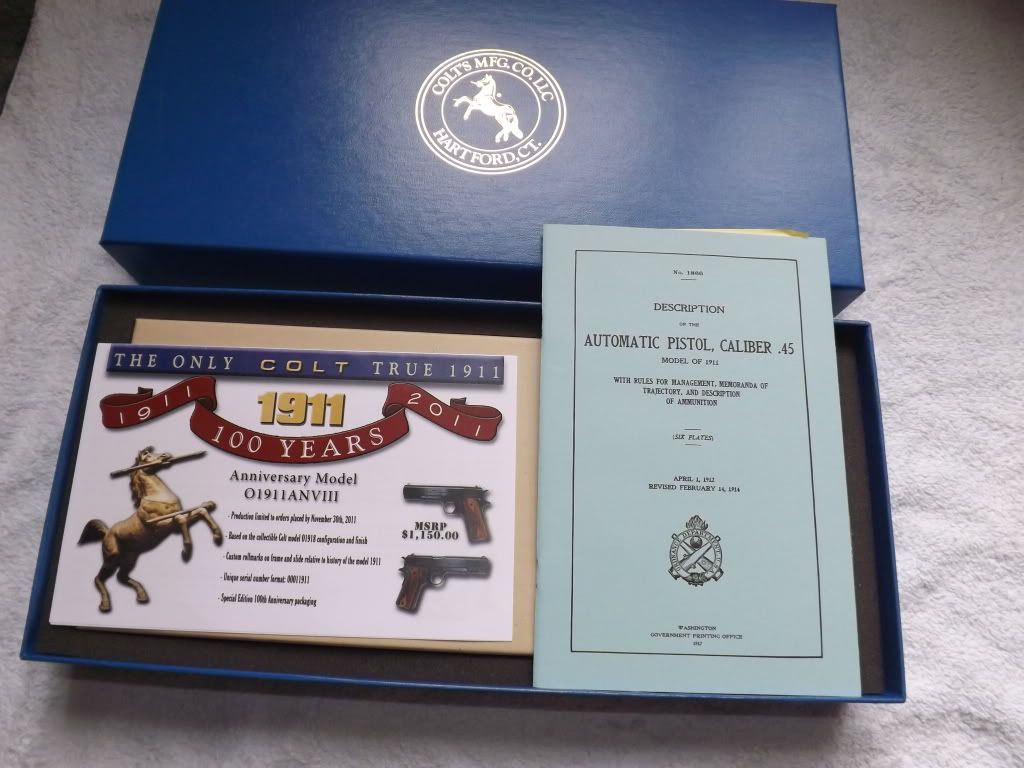 COLT'S MFG. CO. LLC
HARTFORD, CT.
THE ONLY COLT TRUE 1911
1911
2011
1911
100 YEARS
Anniversary Model
O1911ANVIII
- Production limited to orders placed by November 30th, 2011
- Based on the collectible Colt model 01918 configuration and finish
- Custom rollmarks on frame and slide relative to history of the model 1911
- Unique serial number format: 00011911
- Special Edition 100th Anniversary packaging
MSRP
$1,150.00
No. 1866
DESCRIPTION
OF THE
AUTOMATIC PISTOL, CALIBER .45
MODEL OF 1911
WITH RULES FOR MANAGEMENT, MEMORANDA OF
TRAJECTORY, AND DESCRIPTION
OF AMMUNITION
(SIX PLATES)
APRIL 1, 1912
REVISED FEBRUARY 14, 1914
WASHINGTON
GOVERNMENT PRINTING OFFICE
1917